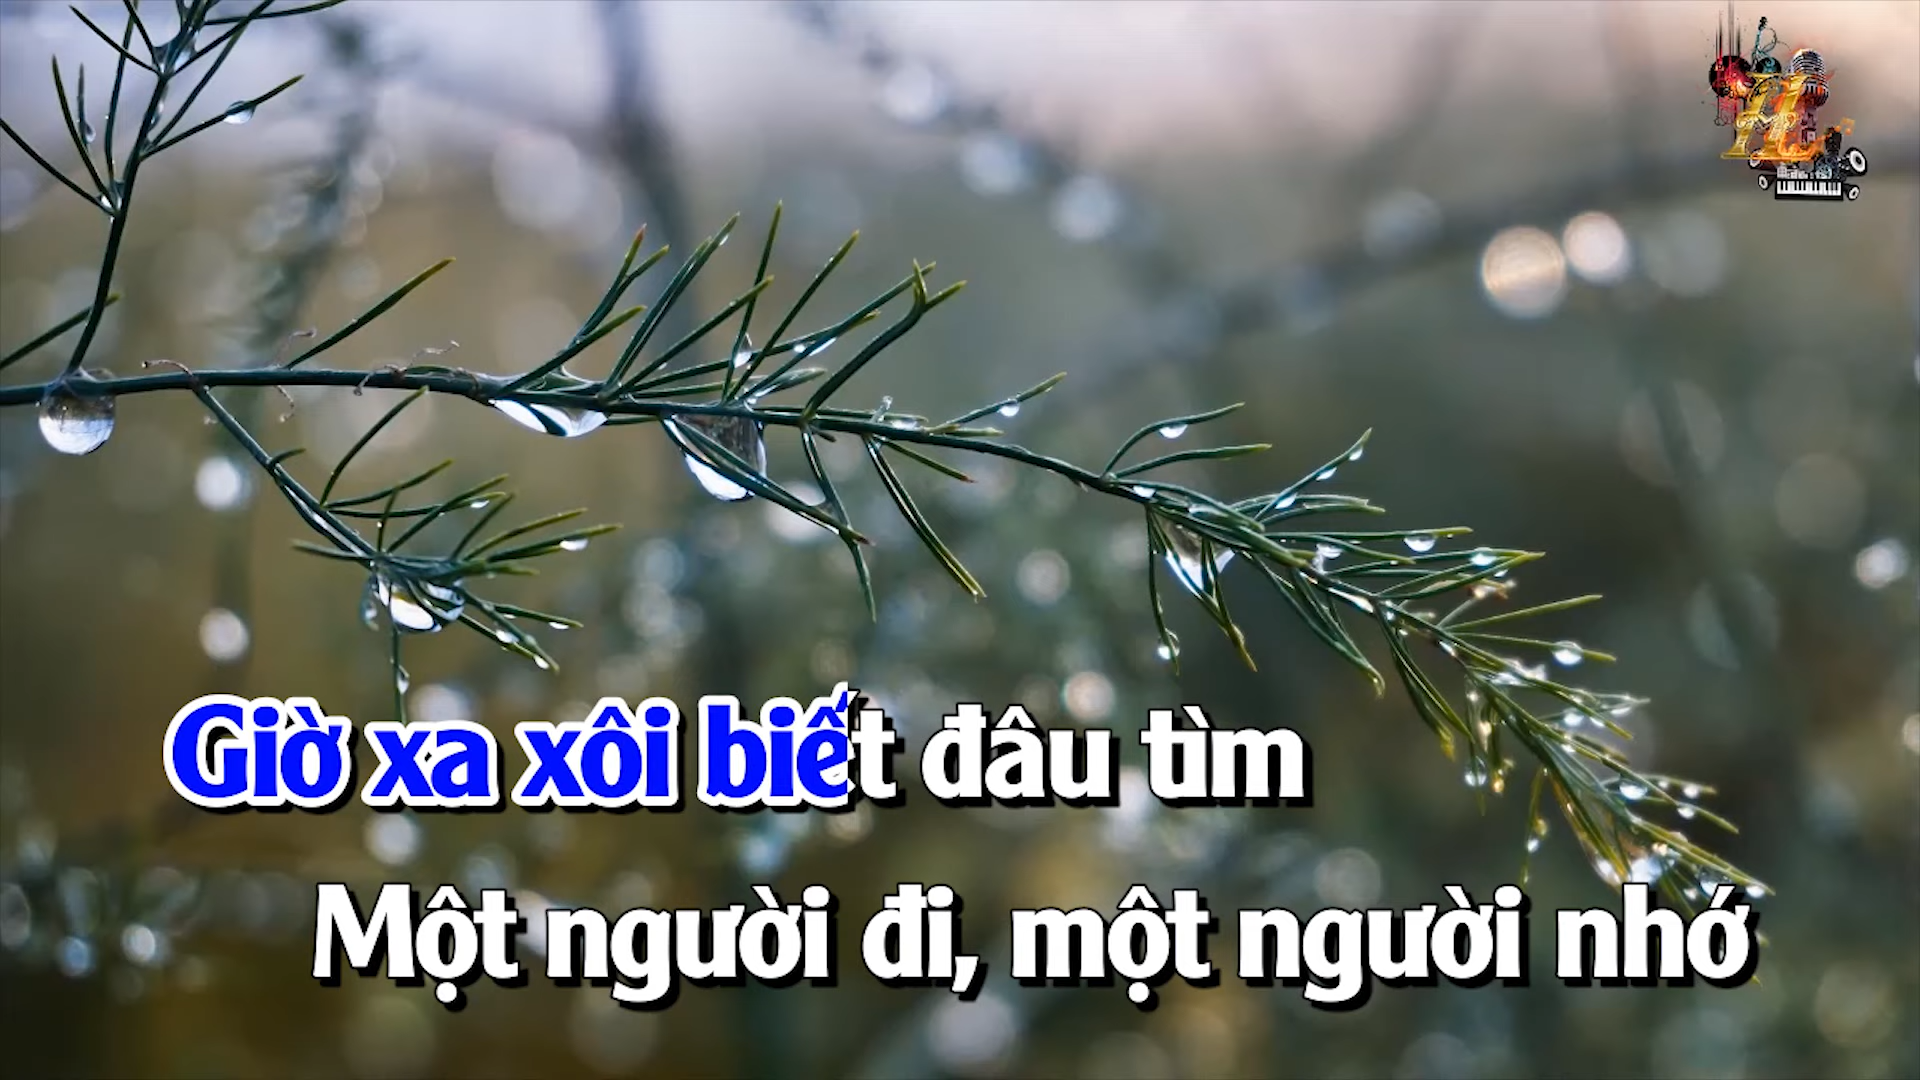 Giờ xa xôi biết đâu tìm
Một người đi, một người nhớ